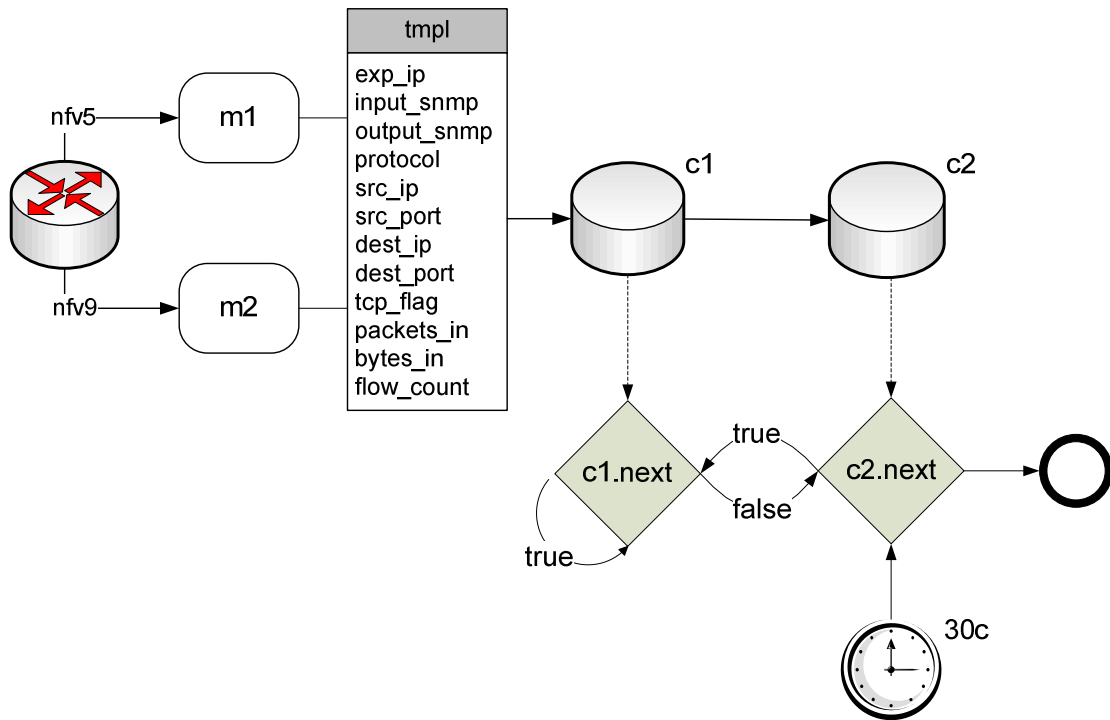 tmpl
exp_ip
input_snmp
output_snmp
protocol
src_ip
src_port
dest_ip
dest_port
tcp_flag
packets_in
bytes_in
flow_count
nfv5
m1
nfv9
m2
c1
c2
c1.next
true
true
false
c2.next
30c